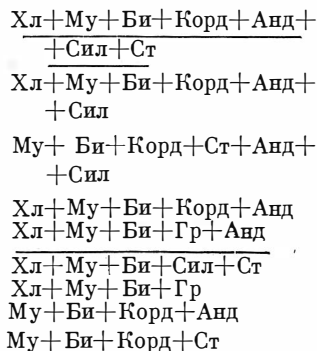 Хл+Му+Би+Корд+Анд+
+Сил+Ст
Хл+Му+Би+Корд+Анд+
+Сил
Му+ Би+Корд+Ст+Анд+
+Сил
Хл+Му+Би+Корд+Анд
Хл+Му+Би+Гр+Анд
Хл+Му+Би+Сил+Ст
Хл+Му+Би+Гр
Му+Би+Корд+Анд
Му+Би+Корд+Ст